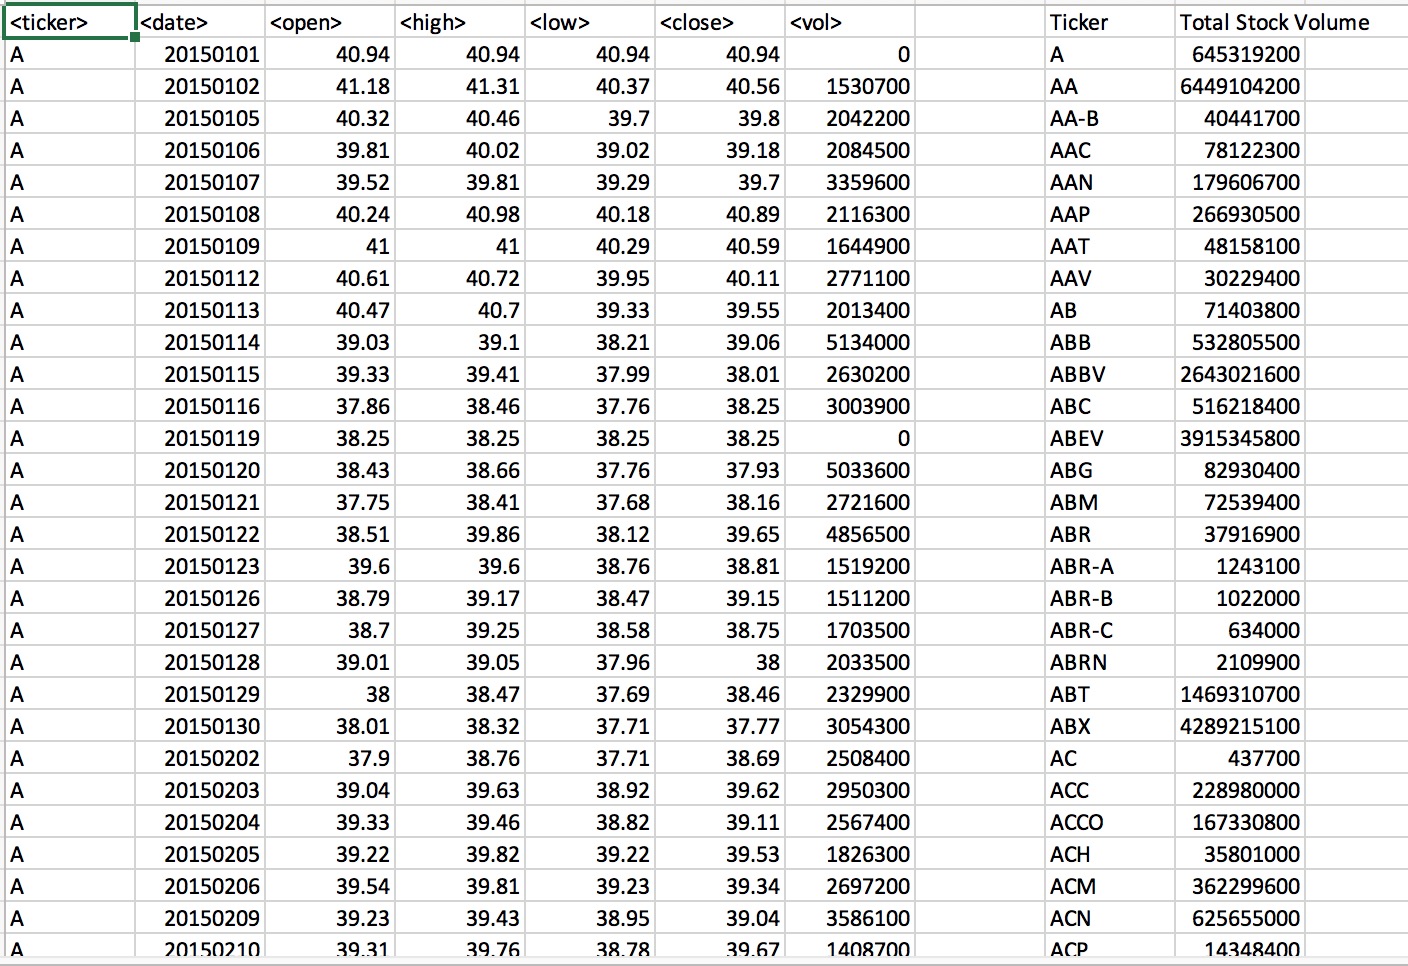 <ticker> <date> <open> <high> <low> <close> <vol> Ticker Total Stock Volume
A 20150101 40.94 40.94 40.94 40.94 0 A 645319200
A 20150102 41.18 41.31 40.37 40.56 1530700 AA 6449104200
A 20150105 40.32 40.46 39.7 39.8 2042200 AA-B 40441700
A 20150106 39.81 40.02 39.02 39.18 2084500 AAC 78122300
A 20150107 39.52 39.81 39.29 39.7 3359600 AAN 179606700
A 20150108 40.24 40.98 40.18 40.89 2116300 AAP 266930500
A 20150109 41 41 40.29 40.59 1644900 AAT 48158100
A 20150112 40.61 40.72 39.95 40.11 2771100 AAV 30229400
A 20150113 40.47 40.7 39.33 39.55 2013400 AB 71403800
A 20150114 39.03 39.1 38.21 39.06 5134000 ABB 532805500
A 20150115 39.33 39.41 37.99 38.01 2630200 ABBV 2643021600
A 20150116 37.86 38.46 37.76 38.25 3003900 ABC 516218400
A 20150119 38.25 38.25 38.25 38.25 0 ABEV 3915345800
A 20150120 38.43 38.66 37.76 37.93 5033600 ABG 82930400
A 20150121 37.75 38.41 37.68 38.16 2721600 ABM 72539400
A 20150122 38.51 39.86 38.12 39.65 4856500 ABR 37916900
A 20150123 39.6 39.6 38.76 38.81 1519200 ABR-A 1243100
A 20150126 38.79 39.17 38.47 39.15 1511200 ABR-B 1022000
A 20150127 38.7 39.25 38.58 38.75 1703500 ABR-C 634000
A 20150128 39.01 39.05 37.96 38 2033500 ABRN 2109900
A 20150129 38 38.47 37.69 38.46 2329900 ABT 1469310700
A 20150130 38.01 38.32 37.71 37.77 3054300 ABX 4289215100
A 20150202 37.9 38.76 37.71 38.69 2508400 AC 437700
A 20150203 39.04 39.63 38.92 39.62 2950300 ACC 228980000
A 20150204 39.33 39.46 38.82 39.11 2567400 ACCO 167330800
A 20150205 39.22 39.82 39.22 39.53 1826300 ACH 35801000
A 20150206 39.54 39.81 39.23 39.34 2697200 ACM 362299600
A 20150209 39.23 39.43 38.95 39.04 3586100 ACN 625655000
A 20150210 39.31 39.76 38.78 39.67 1408700 ACP 14348400